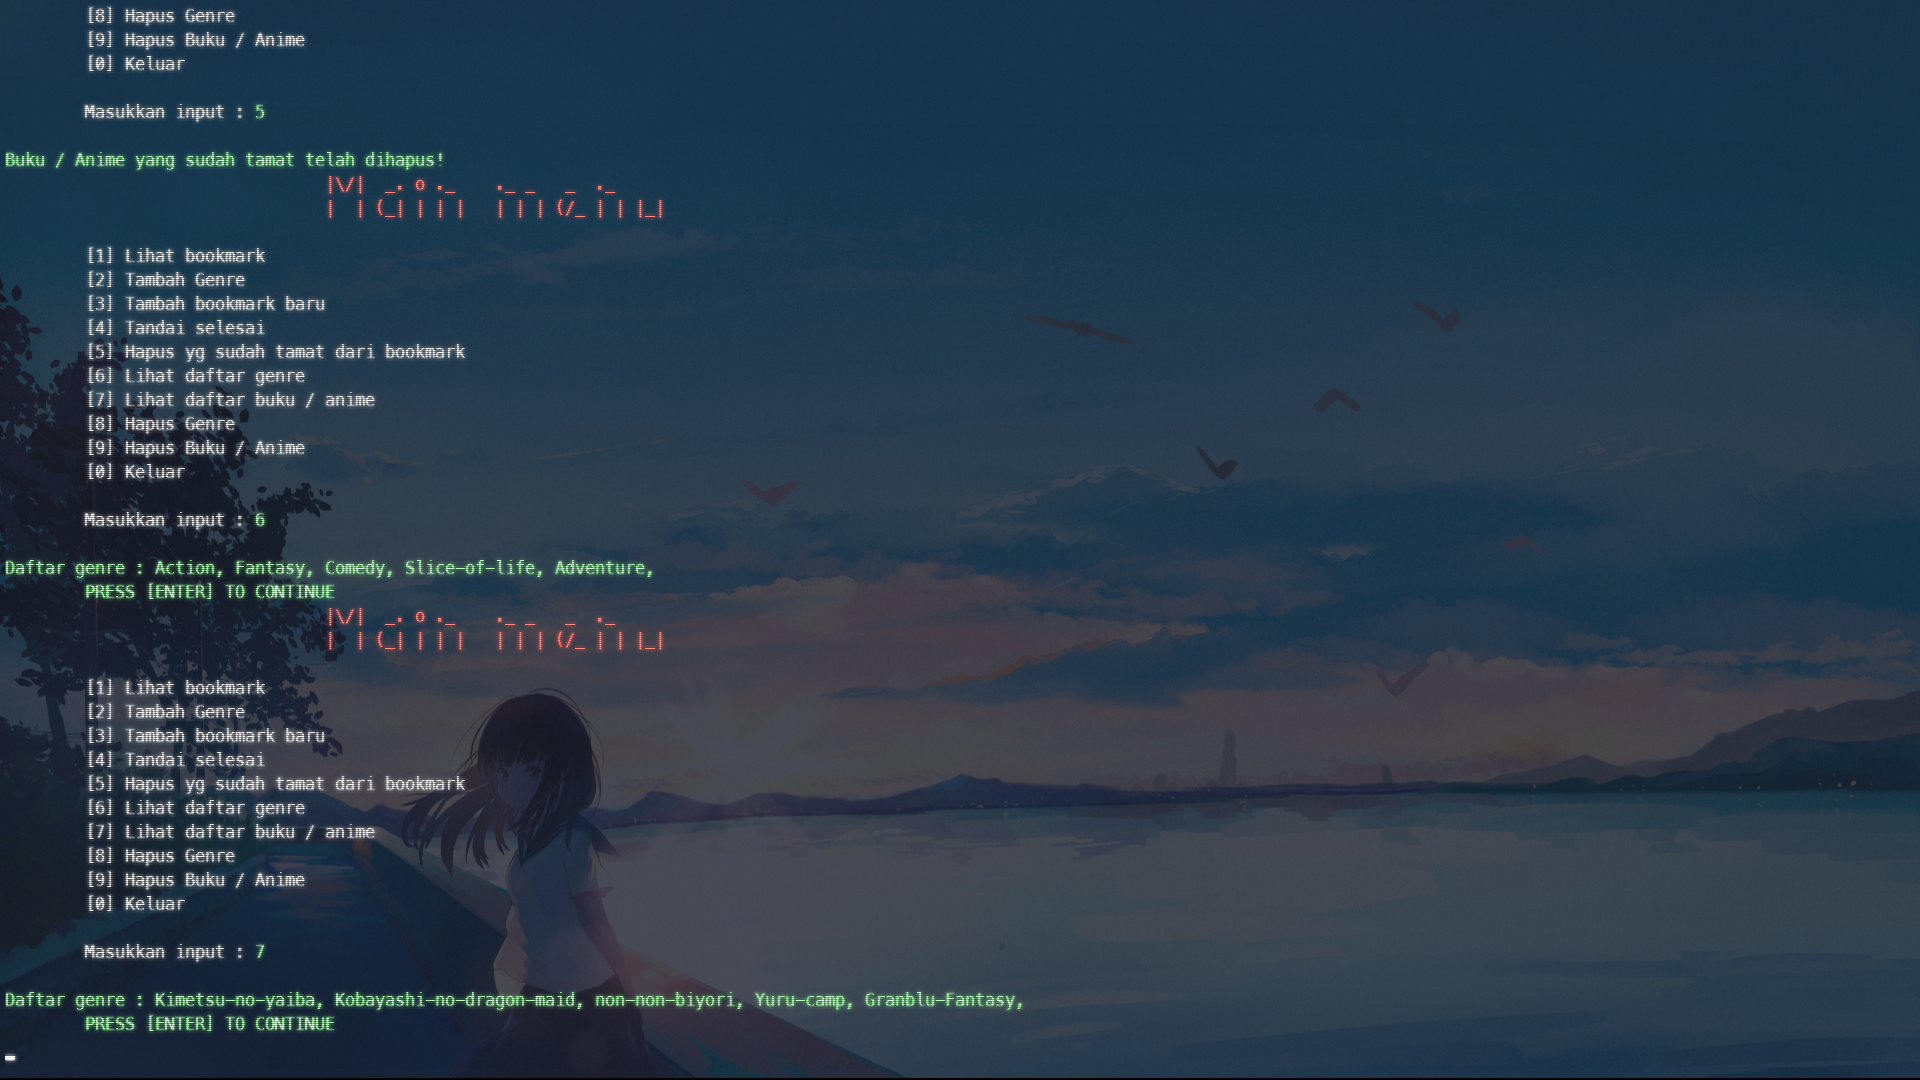 [8] Hapus Genre
[9] Hapus Buku / Anime
[0] Keluar
Masukkan input : 5
Buku / Anime yang sudah tamat telah dihapus!
Main menu
[1] Lihat bookmark
[2] Tambah Genre
[3] Tambah bookmark baru
[4] Tandai selesai
[5] Hapus yg sudah tamat dari bookmark
[6] Lihat daftar genre
[7] Lihat daftar buku / anime
[8] Hapus Genre
[9] Hapus Buku / Anime
[0] Keluar
Masukkan input : 6
Daftar genre : Action, Fantasy, Comedy, Slice-of-life, Adventure,
PRESS [ENTER] TO CONTINUE
Main menu
[1] Lihat bookmark
[2] Tambah Genre
[3] Tambah bookmark baru
[4] Tandai selesai
[5] Hapus yg sudah tamat dari bookmark
[6] Lihat daftar genre
[7] Lihat daftar buku / anime
[8] Hapus Genre
[9] Hapus Buku / Anime
[0] Keluar
Masukkan input : 7
Daftar genre : Kimetsu-no-yaiba, Kobayashi-no-dragon-maid, non-non-biyori, Yuru-camp, Granblu-Fantasy,
PRESS [ENTER] TO CONTINUE